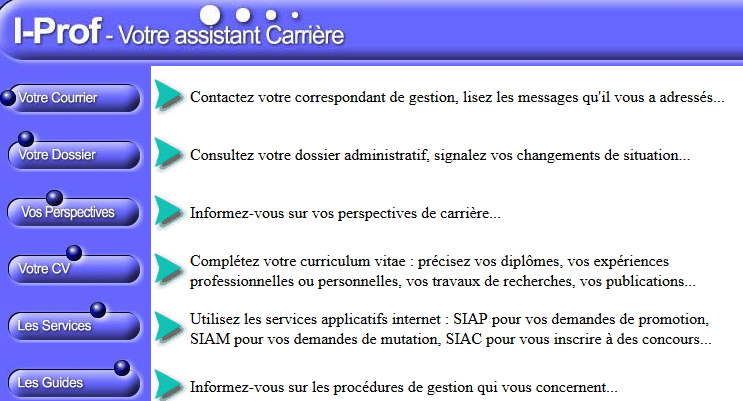 I-Prof - Votre assistant Carrière
Votre Courrier
Contactez votre correspondant de gestion, lisez les messages qu'il vous a adressés...
Votre Dossier
Consultez votre dossier administratif, signalez vos changements de situation...
Vos Perspectives
Informez-vous sur vos perspectives de carrière...
Votre CV
Complétez votre curriculum vitae : précisez vos diplômes, vos expériences
professionnelles ou personnelles, vos travaux de recherches, vos publications...
Les Services
Utilisez les services applicatifs internet : SIAP pour vos demandes de promotion,
SIAM pour vos demandes de mutation, SIAC pour vous inscrire à des concours...
Les Guides
Informez-vous sur les procédures de gestion qui vous concernent...